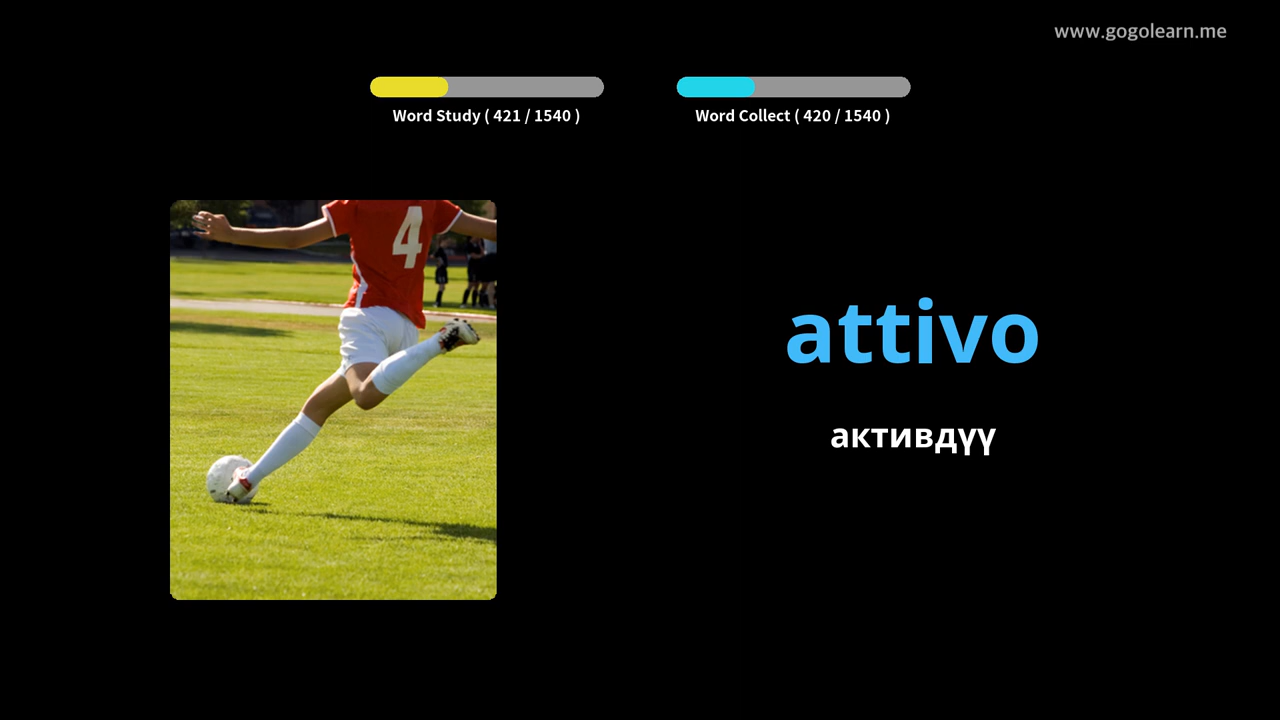 www.gogolearn.me
Word Study ( 421 / 1540 )
Word Collect ( 420 / 1540 )
4
attivo
активдүү